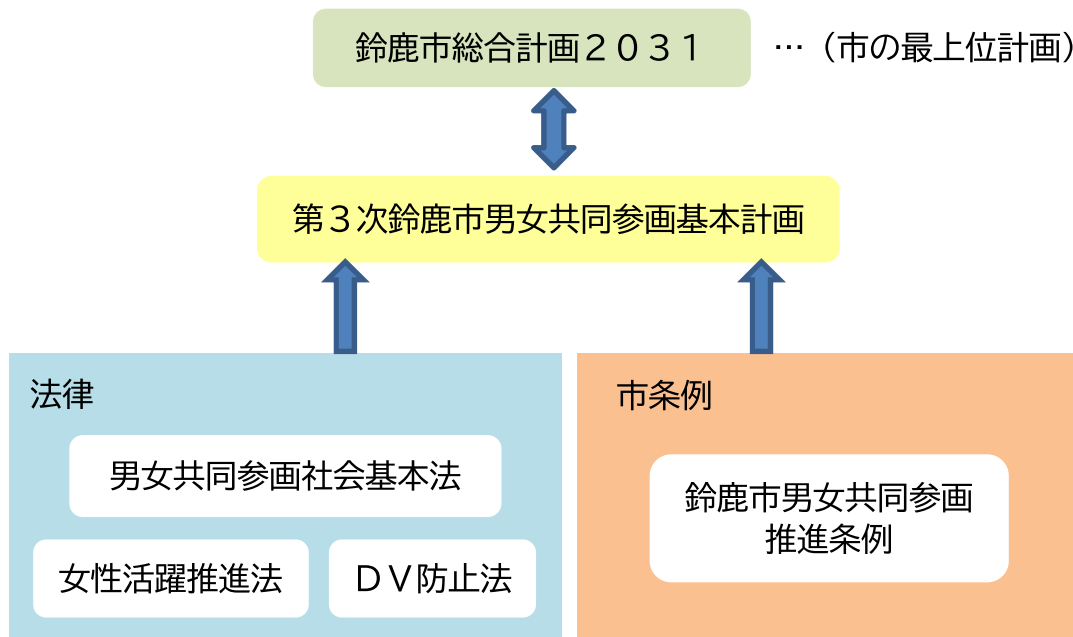 鈴鹿市総合計画２０３１
…（市の最上位計画）
第３次鈴鹿市男女共同参画基本計画
法律
男女共同参画社会基本法
女性活躍推進法
ＤＶ防止法
市条例
鈴鹿市男女共同参画
推進条例